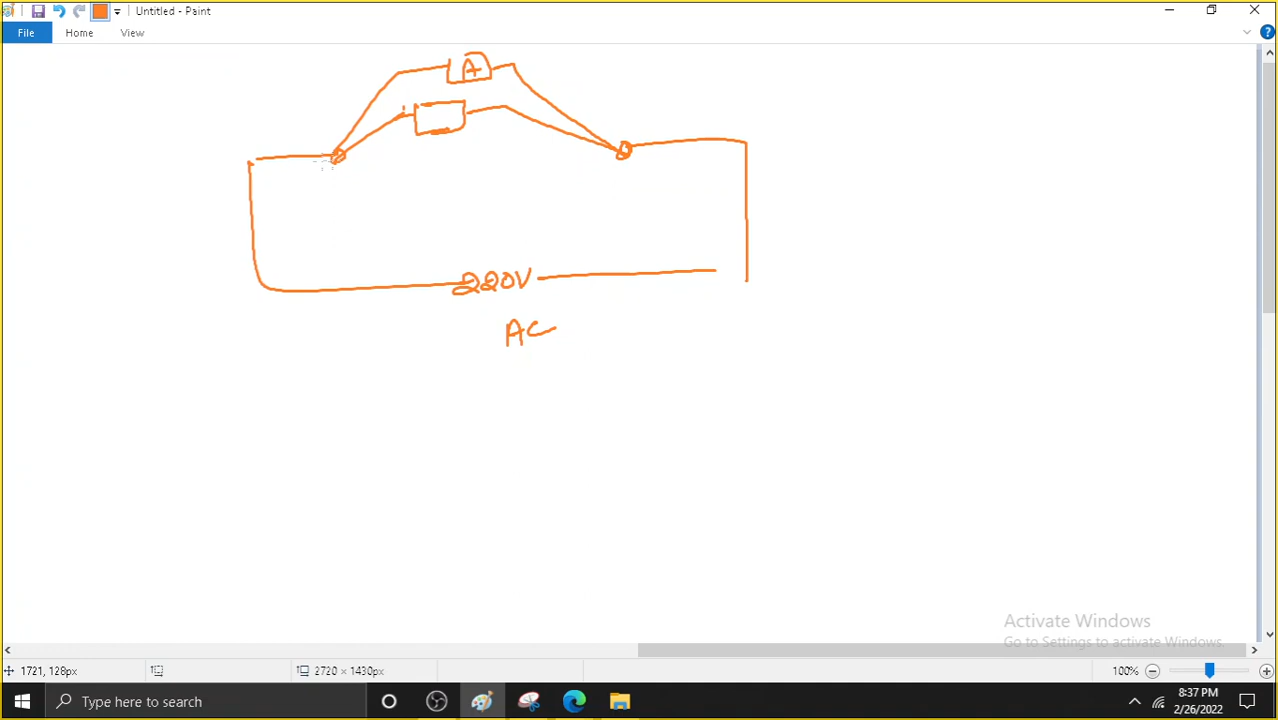 Untitled - Paint
File Home View
A
220V
AC
Activate Windows
Go to Settings to activate Windows.
1721, 128px
2720 × 1430px
100%
Type here to search
8:37 PM
2/26/2022